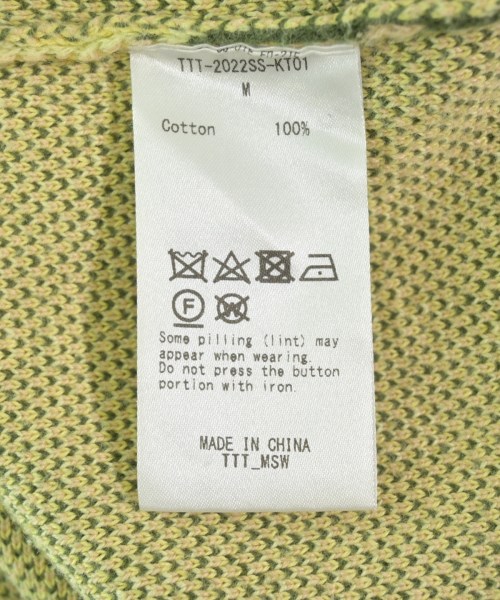 TTT-2022SS-KT01
M
Cotton 100%
F W
Some pilling (lint) may
appear when wearing.
Do not press the button
portion with iron.
MADE IN CHINA
TTT_MSW